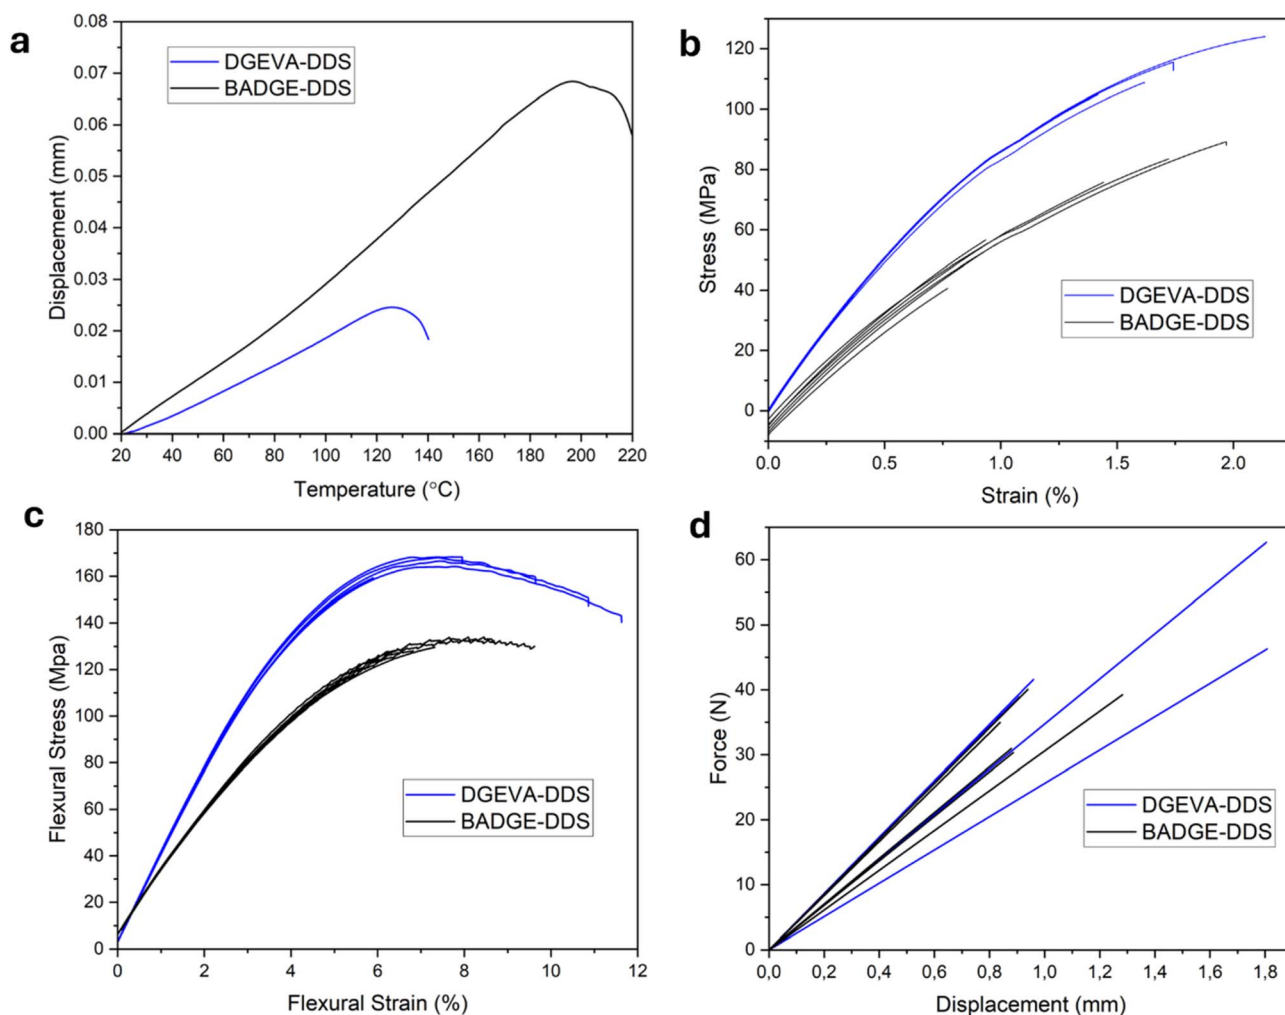 a
0.08
0.07
0.06
0.05
0.04
0.03
0.02
0.01
0.00
Displacement (mm)
DGEVA-DDS
BADGE-DDS
20 40 60 80 100 120 140 160 180 200 220
Temperature (°C)
b
120
100
80
60
40
20
0
Stress (MPa)
DGEVA-DDS
BADGE-DDS
0.0 0.5 1.0 1.5 2.0
Strain (%)
c
180
160
140
120
100
80
60
40
20
0
Flexural Stress (Mpa)
DGEVA-DDS
BADGE-DDS
0 2 4 6 8 10 12
Flexural Strain (%)
d
60
50
40
30
20
10
0
Force (N)
DGEVA-DDS
BADGE-DDS
0,0 0,2 0,4 0,6 0,8 1,0 1,2 1,4 1,6 1,8
Displacement (mm)